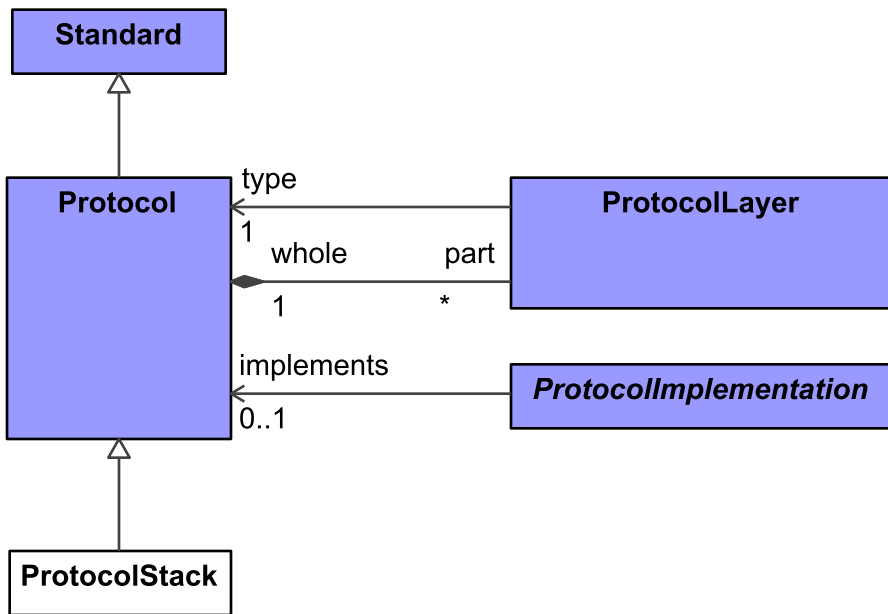 Standard
type
Protocol
ProtocolLayer
1
whole
part
1
*
implements
ProtocolImplementation
0..1
ProtocolStack